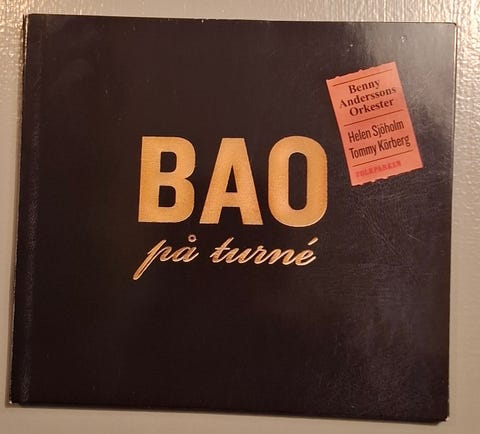 BAO
på turné
Benny
Anderssons
Orkester
Helen Sjöholm
Tommy Körberg
FOLKPARKEN